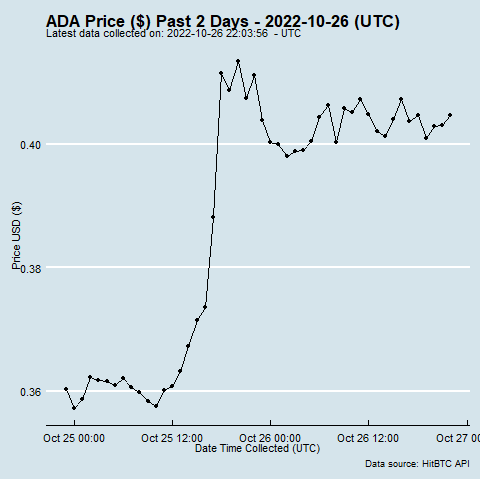 ADA Price ($) Past 2 Days - 2022-10-26 (UTC)
Latest data collected on: 2022-10-26 22:03:56 - UTC
Price USD ($)
0.40
0.38
0.36
Oct 25 00:00
Oct 25 12:00
Oct 26 00:00
Oct 26 12:00
Oct 27 0
Date Time Collected (UTC)
Data source: HitBTC API